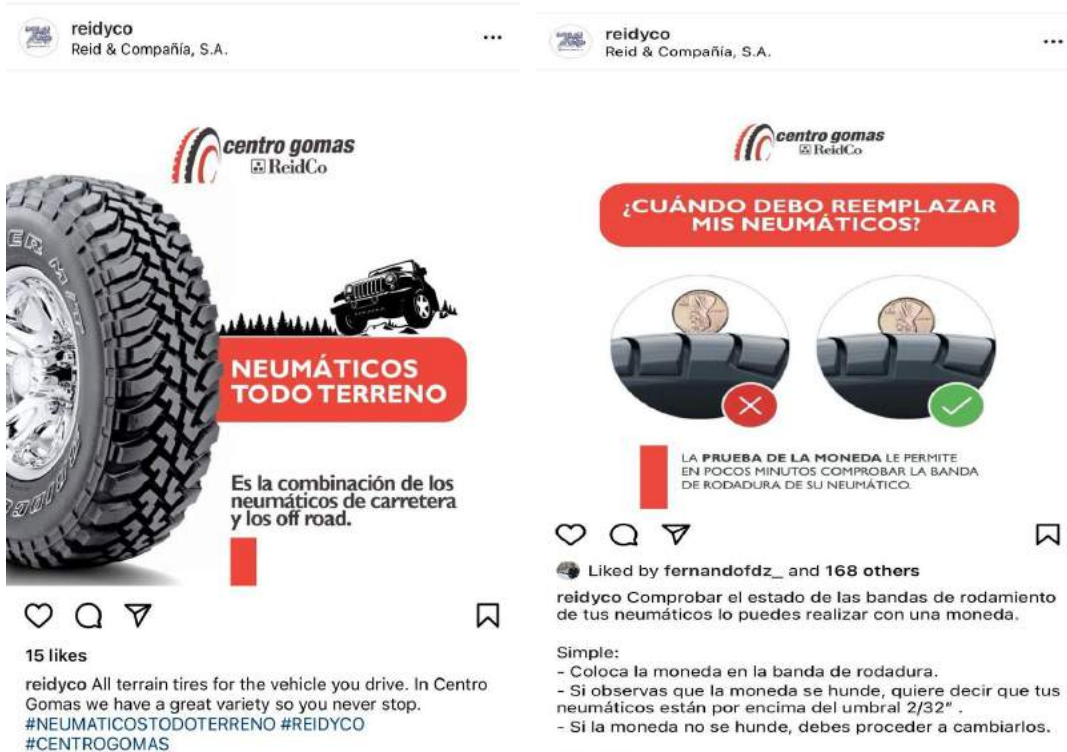 reidyco
Reid & Compañía, S.A.
centro gomas
ReidCo
NEUMÁTICOS
TODO TERRENO
Es la combinación de los
neumáticos de carretera
y los off road.
15 likes
reidyco All terrain tires for the vehicle you drive. In Centro
Gomas we have a great variety so you never stop.
#NEUMATICOSTODOTERRENO #REIDYCO
#CENTROGOMAS
reidyco
Reid & Compañía, S.A.
centro gomas
ReidCo
¿CUÁNDO DEBO REEMPLAZAR
MIS NEUMÁTICOS?
LA PRUEBA DE LA MONEDA LE PERMITE
EN POCOS MINUTOS COMPROBAR LA BANDA
DE RODADURA DE SU NEUMÁTICO.
Liked by fernandofdz_ and 168 others
reidyco Comprobar el estado de las bandas de rodamiento
de tus neumáticos lo puedes realizar con una moneda.
Simple:
- Coloca la moneda en la banda de rodadura.
- Si observas que la moneda se hunde, quiere decir que tus
neumáticos están por encima del umbral 2/32" .
- Si la moneda no se hunde, debes proceder a cambiarlos.